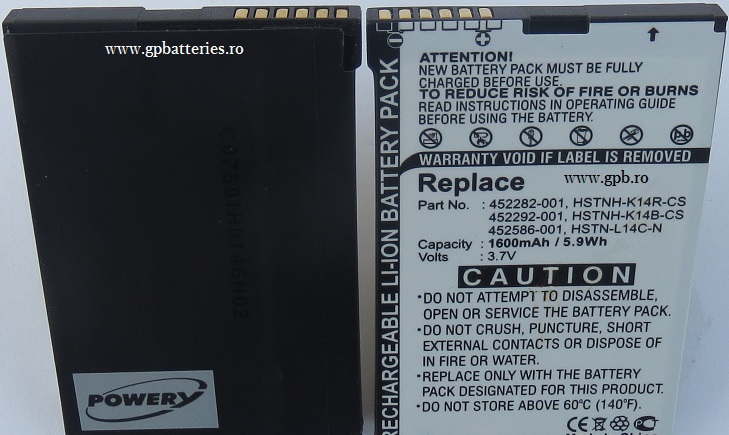 www.gpbatteries.ro
POWERY
ATTENTION!
NEW BATTERY PACK MUST BE FULLY
CHARGED BEFORE USE.
TO REDUCE RISK OF FIRE OR BURNS
READ INSTRUCTIONS IN OPERATING GUIDE
BEFORE USING THE BATTERY.
WARRANTY VOID IF LABEL IS REMOVED
Replace
www.gpb.ro
Part No. : 452282-001, HSTNH-K14R-CS
452292-001, HSTNH-K14B-CS
452586-001, HSTN-L14C-N
Capacity : 1600mAh / 5.9Wh
Volts : 3.7V
CAUTION
•DO NOT ATTEMPT TO DISASSEMBLE,
OPEN OR SERVICE THE BATTERY PACK.
•DO NOT CRUSH, PUNCTURE, SHORT
EXTERNAL CONTACTS OR DISPOSE OF
IN FIRE OR WATER.
•REPLACE ONLY WITH THE BATTERY
PACK DESIGNATED FOR THIS PRODUCT.
•DO NOT STORE ABOVE 60°C (140°F).
RECHARGEABLE LI-ION BATTERY PACK